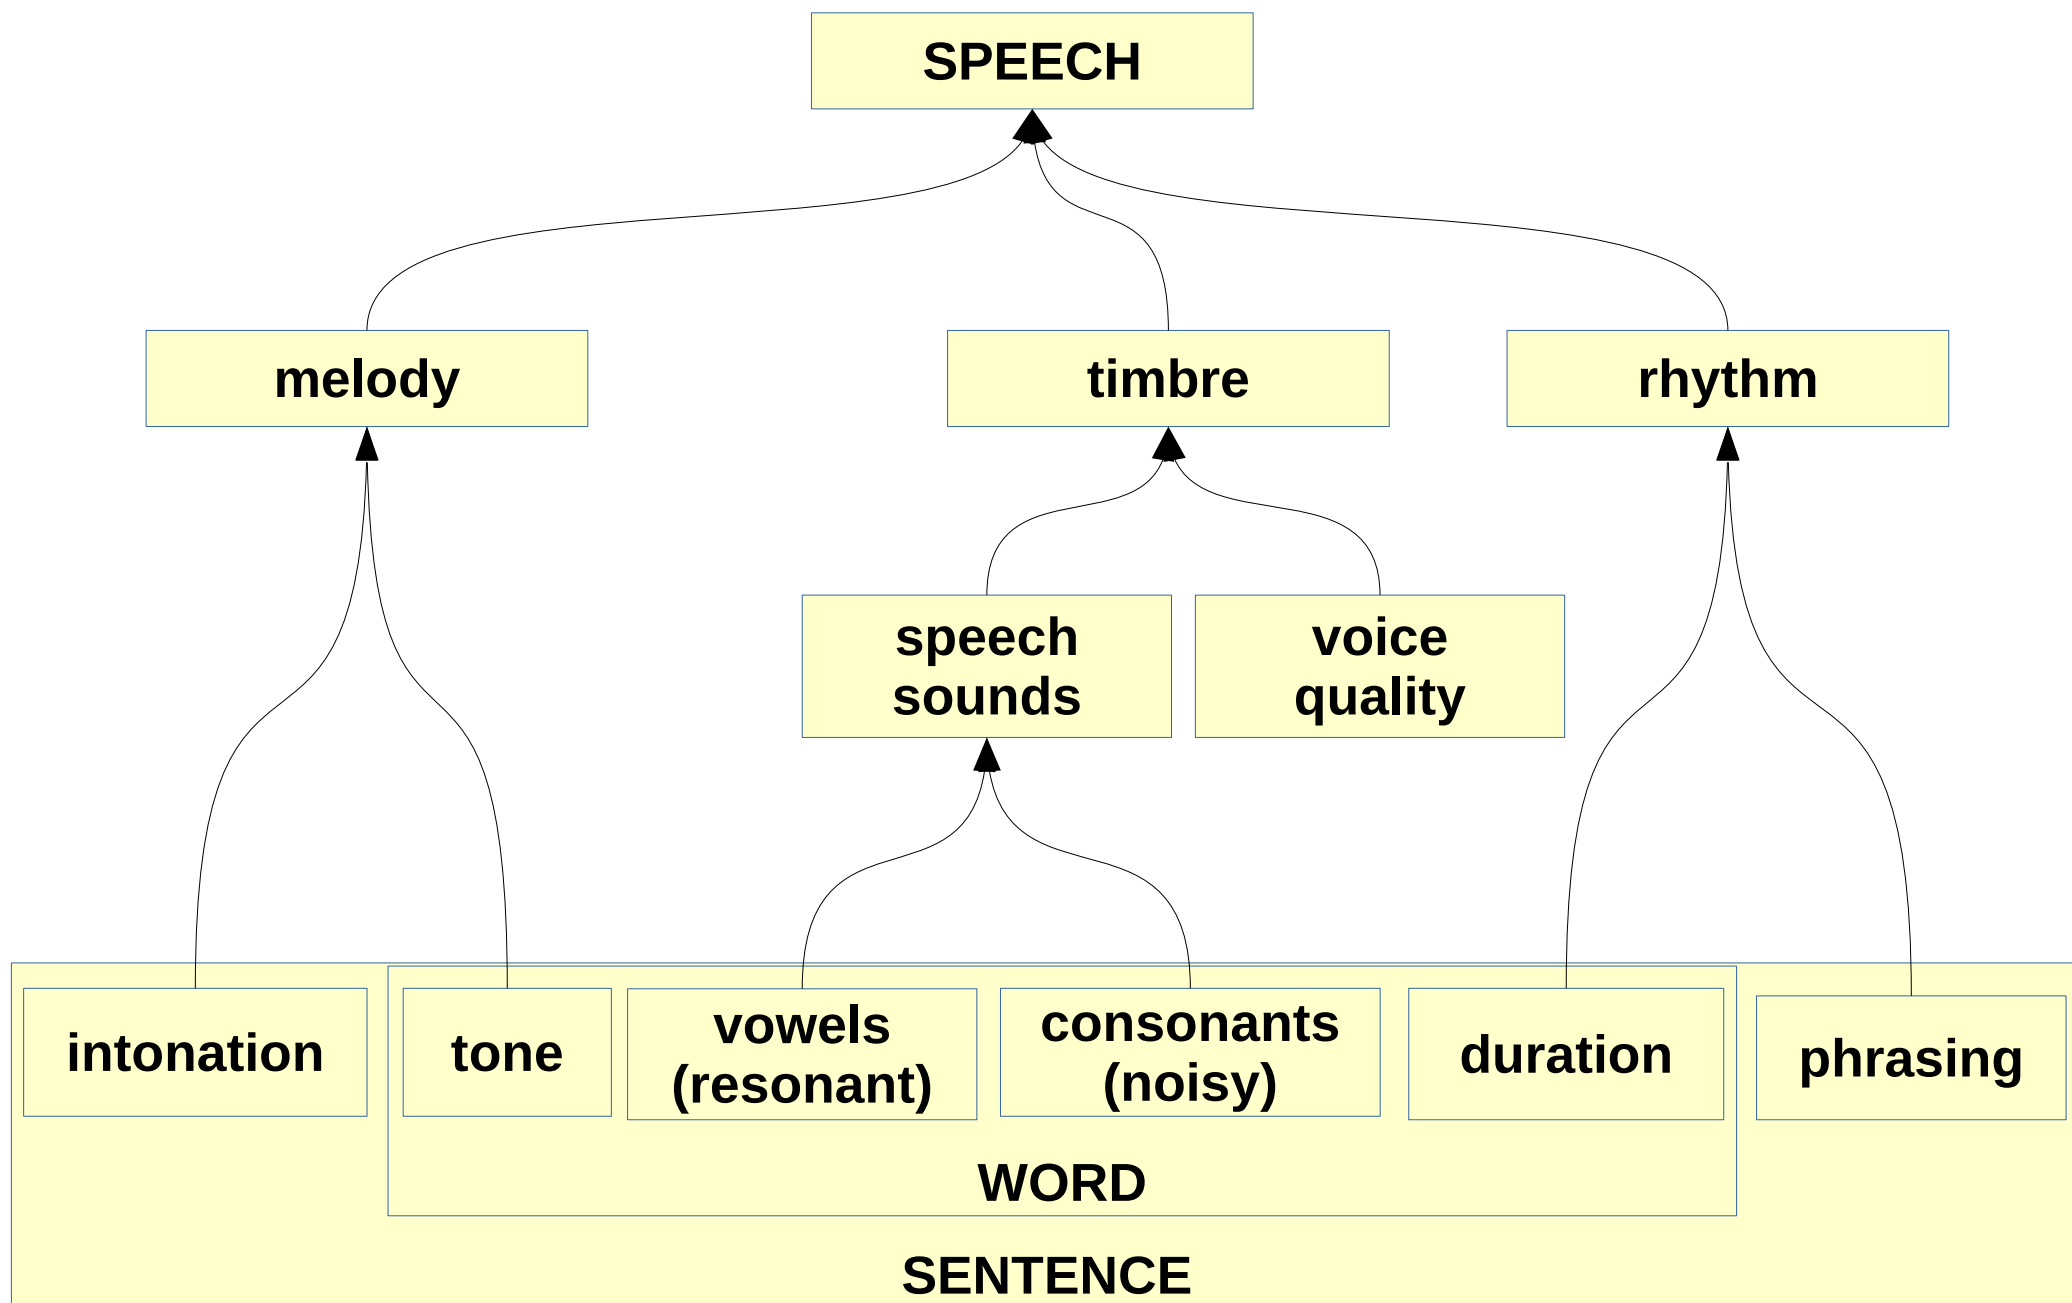 SPEECH
melody
timbre
rhythm
speech
sounds
voice
quality
intonation
tone
vowels
(resonant)
consonants
(noisy)
duration
phrasing
WORD
SENTENCE